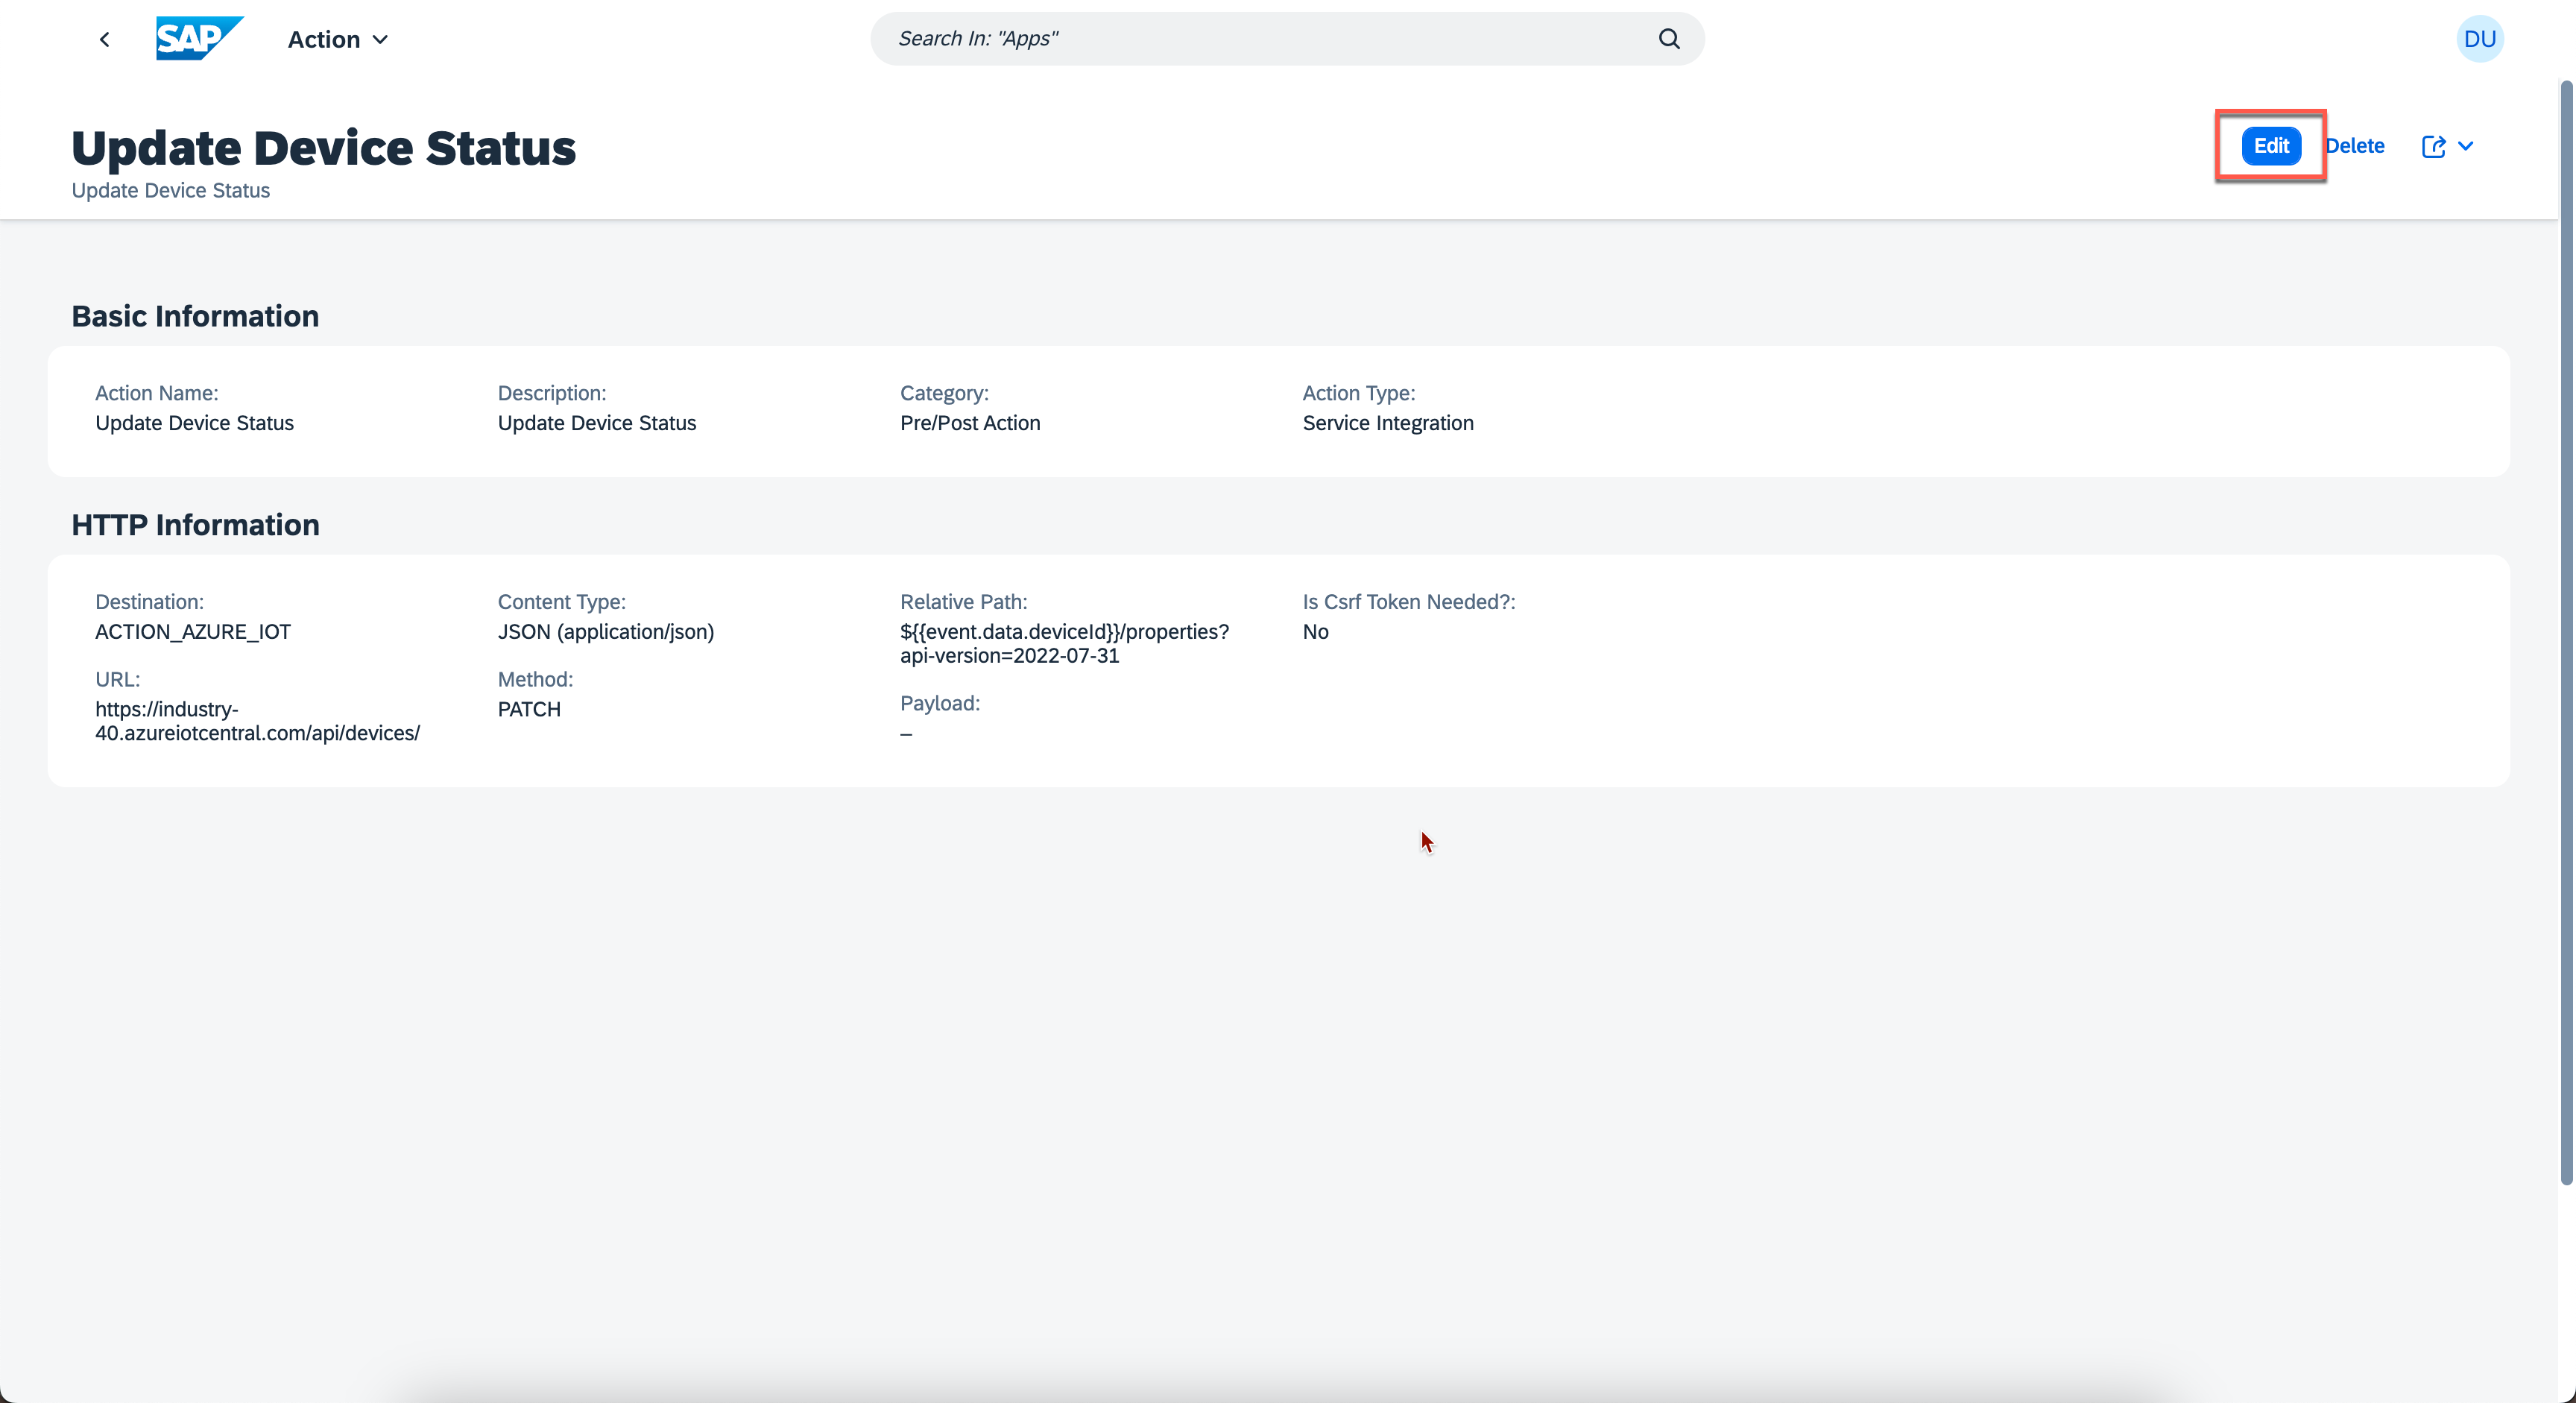 SAP Action Search In: "Apps" DU
Update Device Status Edit Delete
Update Device Status
Basic Information
Action Name: Description: Category: Action Type:
Update Device Status Update Device Status Pre/Post Action Service Integration
HTTP Information
Destination: Content Type: Relative Path: Is Csrf Token Needed?:
ACTION_AZURE_IOT JSON (application/json) ${{event.data.deviceId}}/properties? No
api-version=2022-07-31
URL: Method:
Payload:
https://industry- PATCH
40.azureiotcentral.com/api/devices/ –